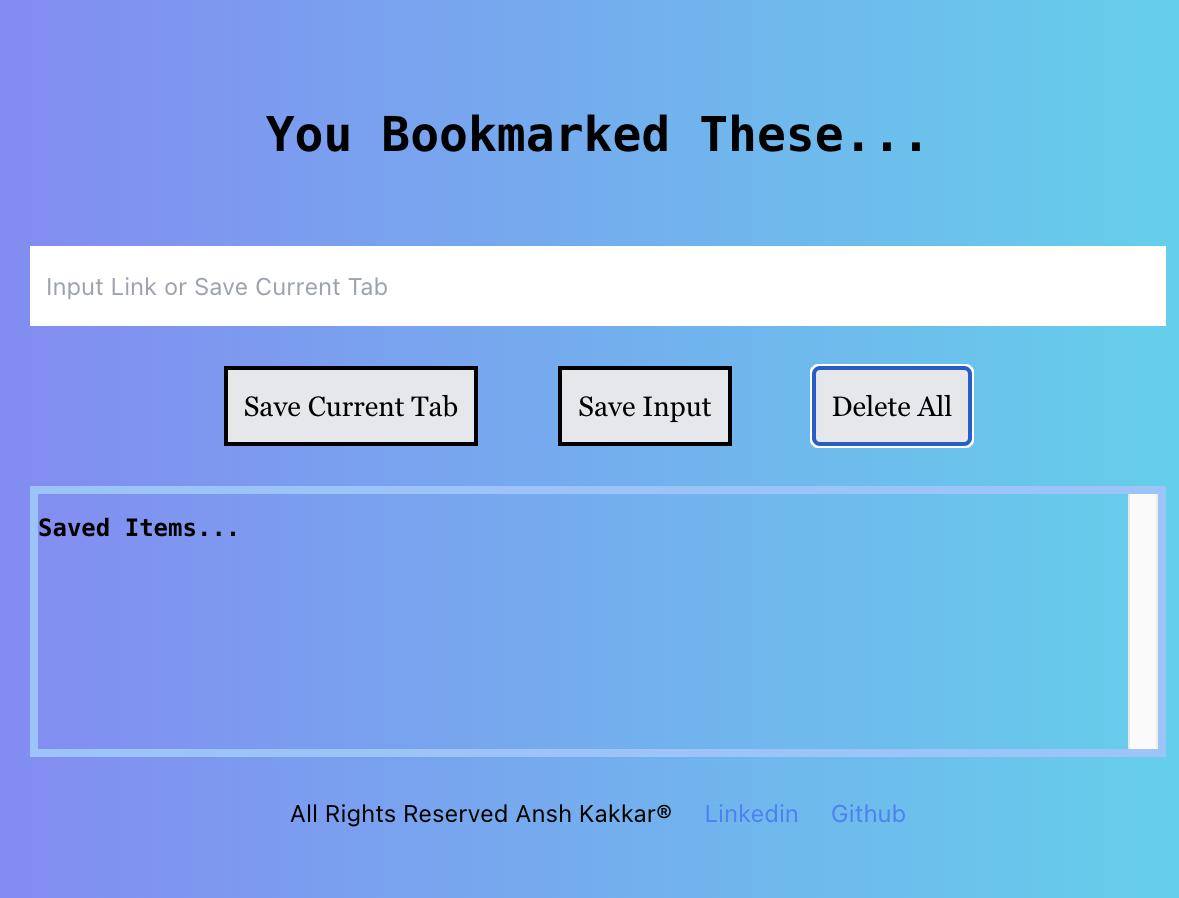 You Bookmarked These...
Input Link or Save Current Tab
Save Current Tab Save Input Delete All
Saved Items...
All Rights Reserved Ansh Kakkar® Linkedin Github